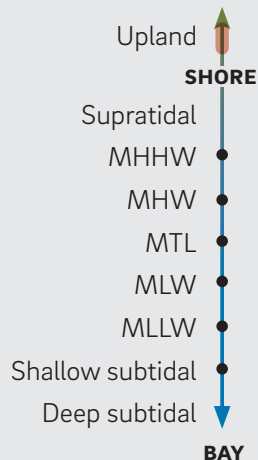 Upland
SHORE
Supratidal
MHHW
MHW
MTL
MLW
MLLW
Shallow subtidal
Deep subtidal
BAY